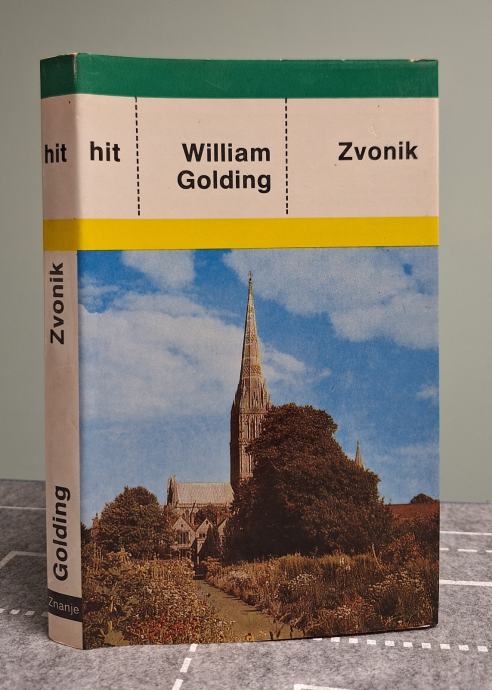 hit
hit
William
Golding
Zvonik
Zvonik
Golding
Znanje